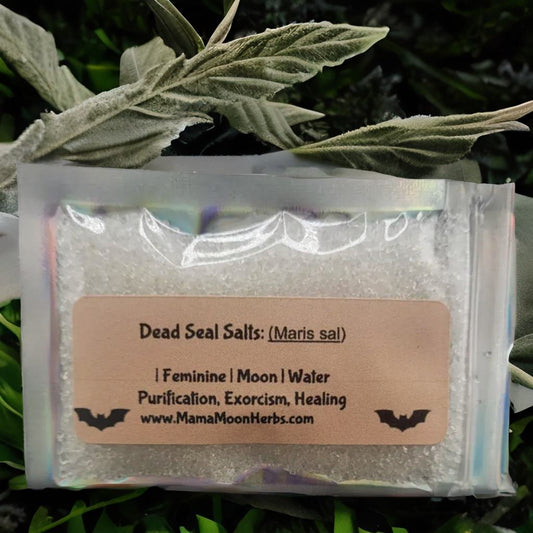 Dead Seal Salts: (Maris sal)
| Feminine | Moon | Water
Purification, Exorcism, Healing
www.MamaMoonHerbs.com